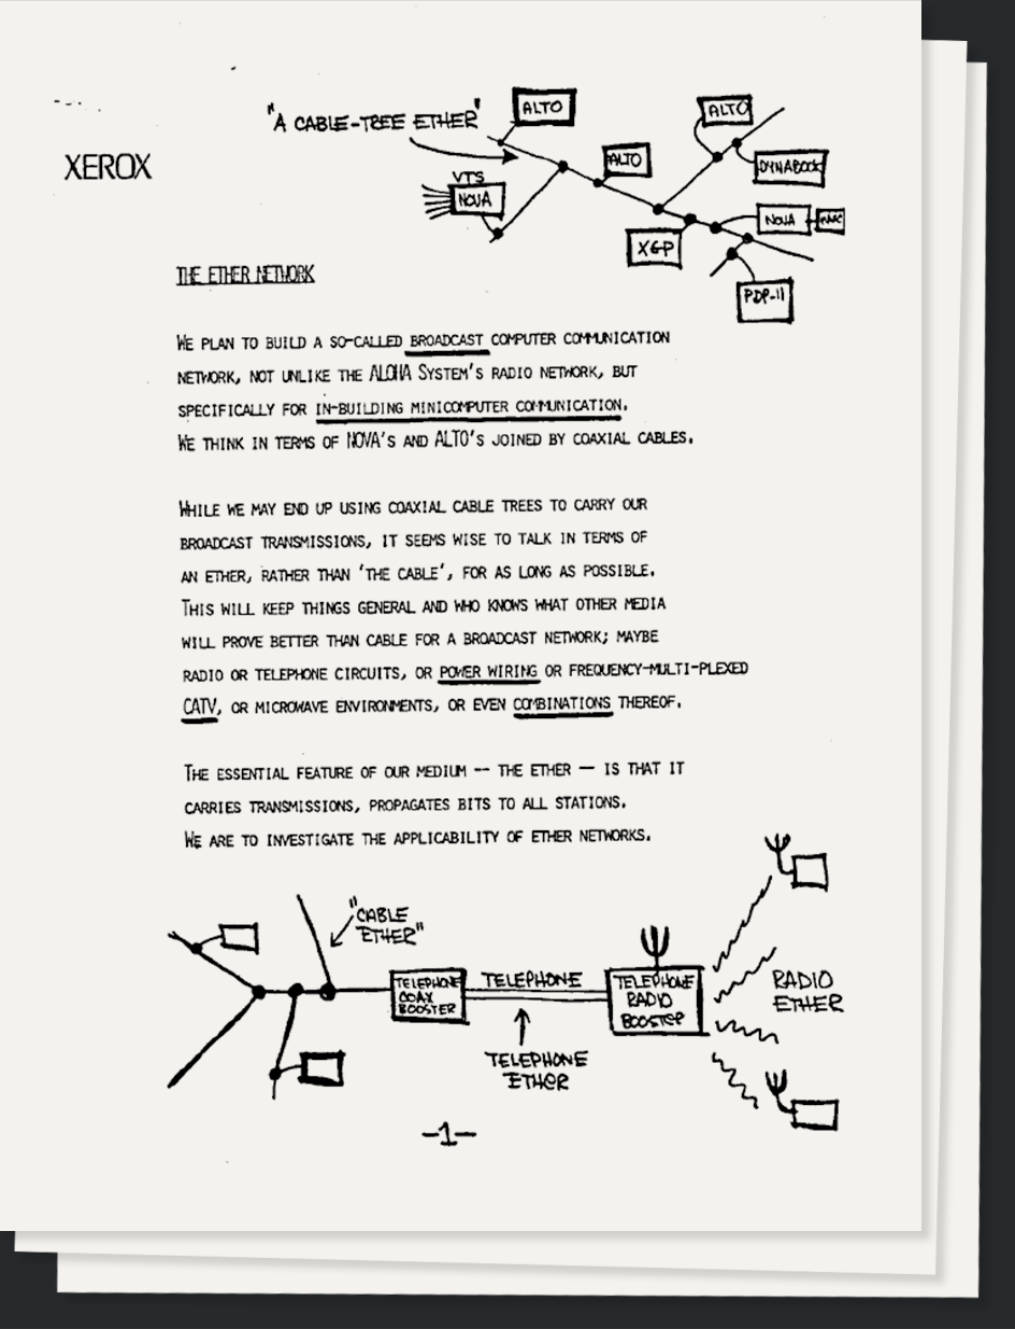 "A CABLE-TREE ETHER"
ALTO
ALTO
DYNABOOK
ALTO
VTS
NOVA
NOVA
XGP
PDP-11
XEROX
THE ETHER NETWORK
WE PLAN TO BUILD A SO-CALLED BROADCAST COMPUTER COMMUNICATION
NETWORK, NOT UNLIKE THE ALOHA SYSTEM'S RADIO NETWORK, BUT
SPECIFICALLY FOR IN-BUILDING MINICOMPUTER COMMUNICATION.
WE THINK IN TERMS OF NOVA'S AND ALTO'S JOINED BY COAXIAL CABLES.
WHILE WE MAY END UP USING COAXIAL CABLE TREES TO CARRY OUR
BROADCAST TRANSMISSIONS, IT SEEMS WISE TO TALK IN TERMS OF
AN ETHER, RATHER THAN 'THE CABLE', FOR AS LONG AS POSSIBLE.
THIS WILL KEEP THINGS GENERAL AND WHO KNOWS WHAT OTHER MEDIA
WILL PROVE BETTER THAN CABLE FOR A BROADCAST NETWORK; MAYBE
RADIO OR TELEPHONE CIRCUITS, OR POWER WIRING OR FREQUENCY-MULTI-PLEXED
CATV, OR MICROWAVE ENVIRONMENTS, OR EVEN COMBINATIONS THEREOF.
THE ESSENTIAL FEATURE OF OUR MEDIUM -- THE ETHER — IS THAT IT
CARRIES TRANSMISSIONS, PROPAGATES BITS TO ALL STATIONS.
WE ARE TO INVESTIGATE THE APPLICABILITY OF ETHER NETWORKS.
"CABLE
ETHER"
TELEPHONE
COAX
BOOSTER
TELEPHONE
TELEPHONE
ETHER
TELEPHONE
RADIO
BOOSTER
RADIO
ETHER
-1-